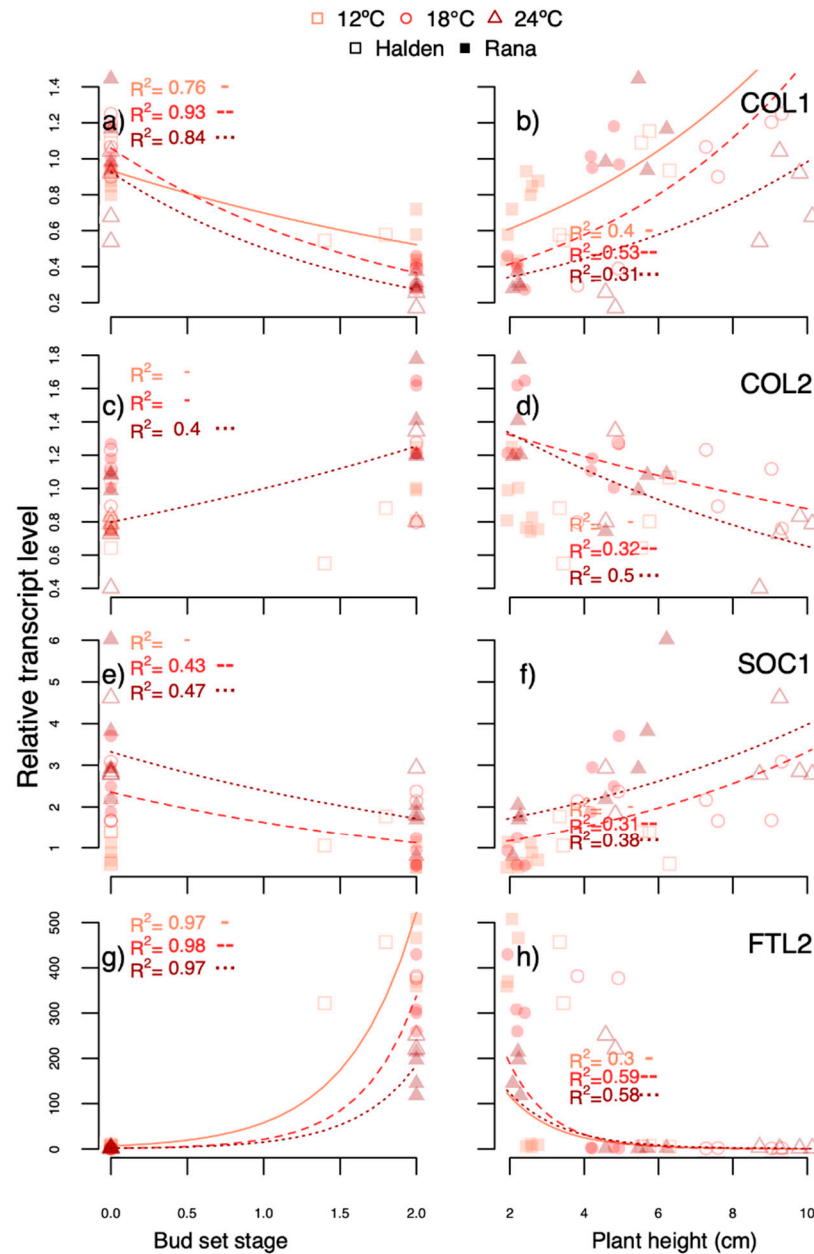 12ºC 18°C 24ºC
Halden Rana
1.4
1.2
1.0
0.8
0.6
0.4
0.2
a)
R²= 0.76 -
R²= 0.93 --
R²= 0.84 ...
b)
COL1
R²= 0.4 -
R²= 0.53 --
R²= 0.31 ...
0.0 0.5 1.0 1.5 2.0
2 4 6 8 10
1.8
1.6
1.4
1.2
1.0
0.8
0.6
0.4
c)
R²= -
R²= -
R²= 0.4 ...
d)
COL2
R²= -
R²= 0.32 --
R²= 0.5 ...
Relative transcript level
6
5
4
3
2
1
e)
R²= -
R²= 0.43 --
R²= 0.47 ...
f)
SOC1
R²= -
R²= 0.31 --
R²= 0.38 ...
500
400
300
200
100
0
g)
R²= 0.97 -
R²= 0.98 --
R²= 0.97 ...
h)
FTL2
R²= 0.3 -
R²= 0.59 --
R²= 0.58 ...
Bud set stage
Plant height (cm)